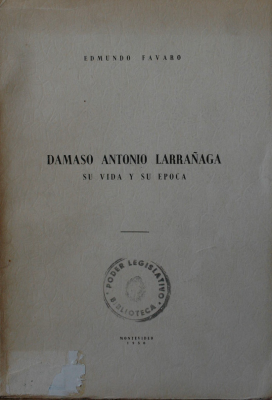 EDMUNDO FAVARO
DAMASO ANTONIO LARRAÑAGA
SU VIDA Y SU EPOCA
PODER LEGISLATIVO
BIBLIOTECA
MONTEVIDEO